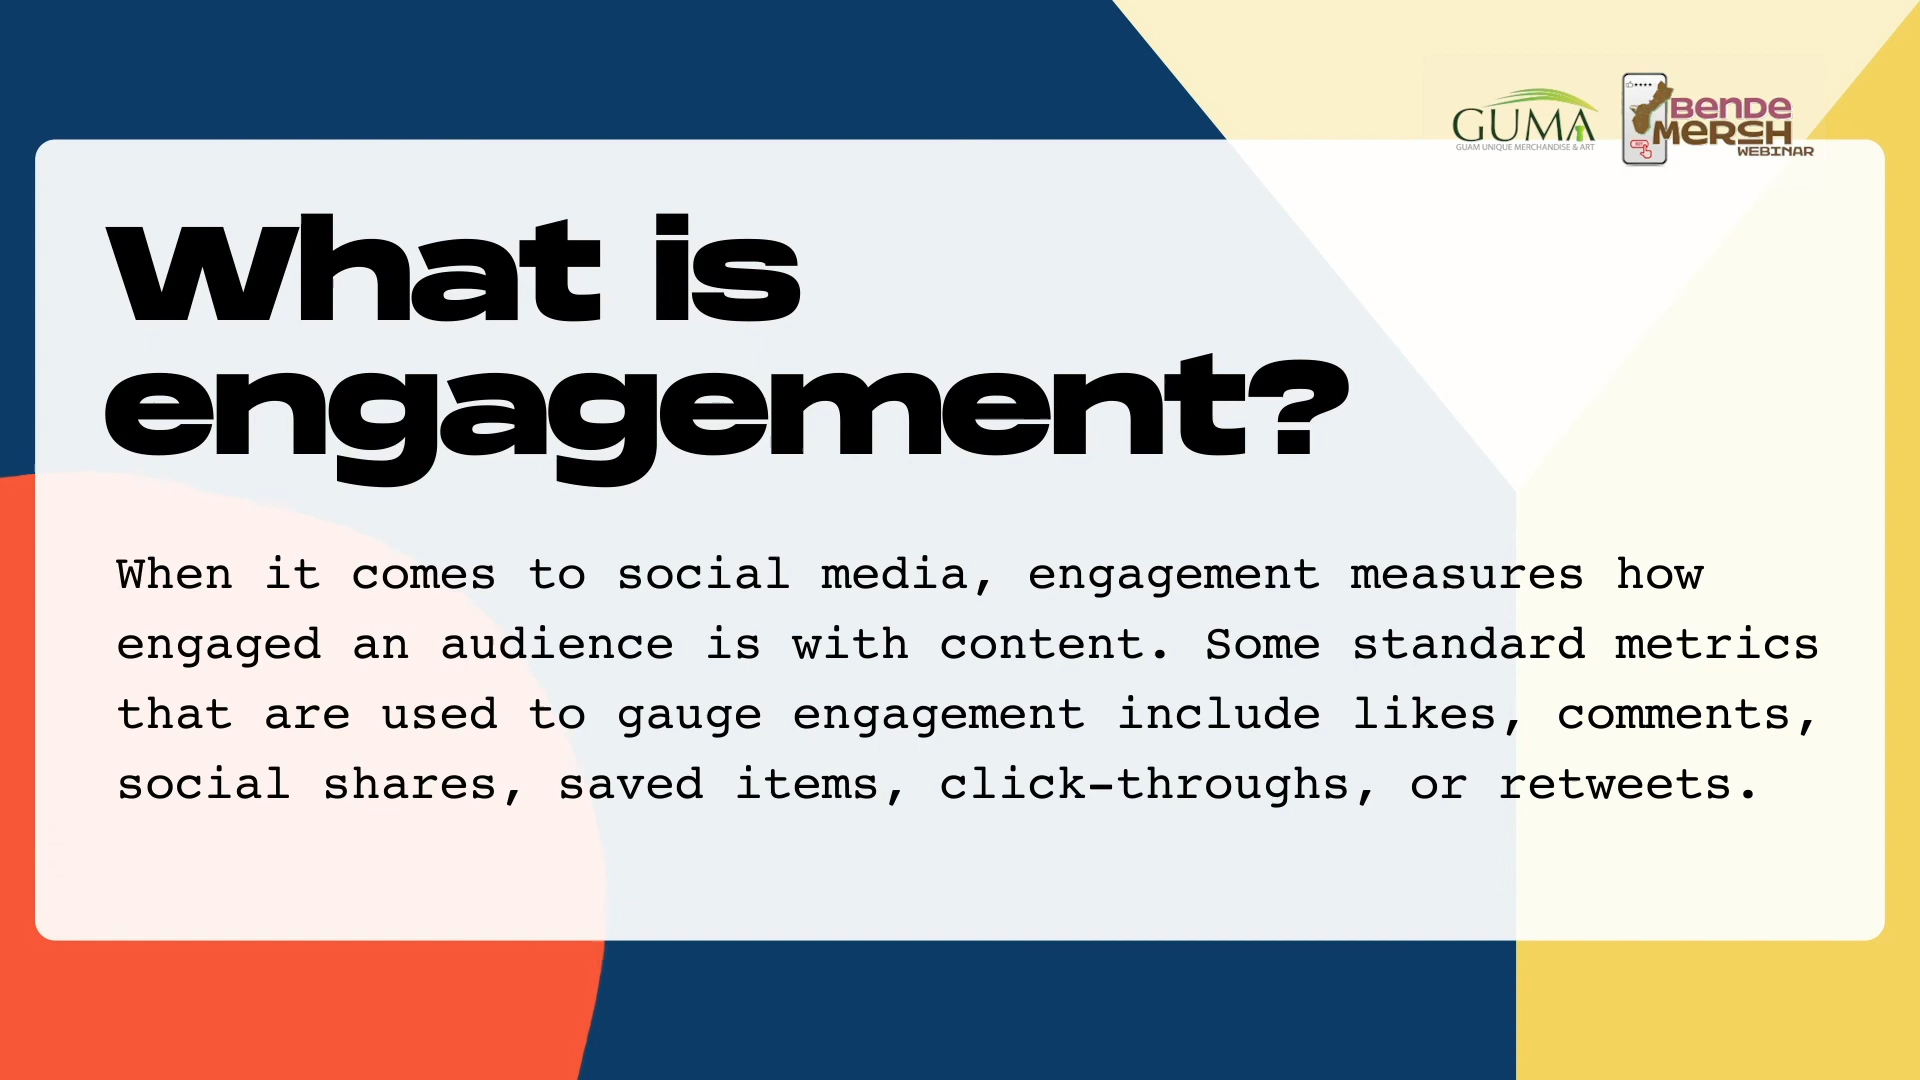 GUMA
GUAM UNIQUE MERCHANDISE & ART
BENDE
MERCH
WEBINAR
What is
engagement?
When it comes to social media, engagement measures how
engaged an audience is with content. Some standard metrics
that are used to gauge engagement include likes, comments,
social shares, saved items, click-throughs, or retweets.